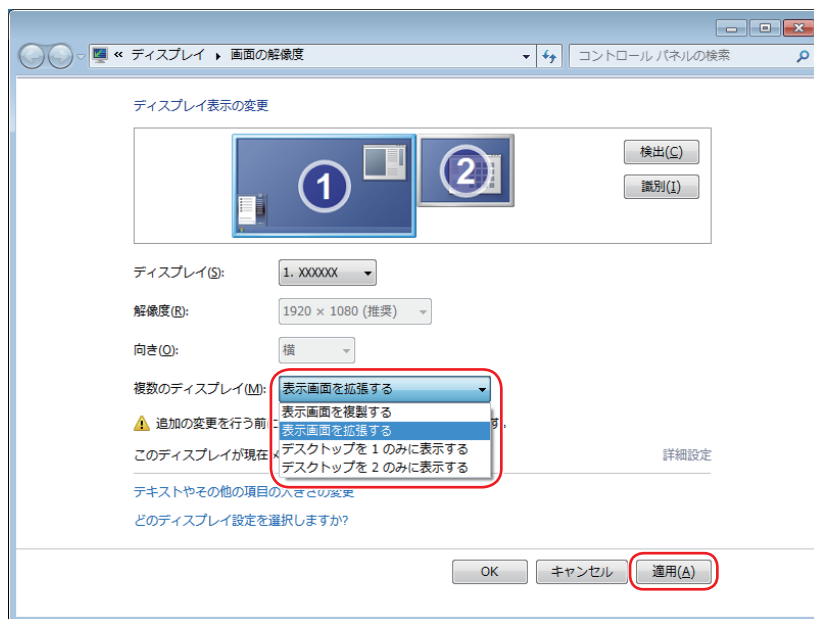 « ディスプレイ ▸ 画面の解像度 コントロール パネルの検索
ディスプレイ表示の変更
1 2
検出(C)
識別(I)
ディスプレイ(S): 1. XXXXXX
解像度(R): 1920 × 1080 (推奨)
向き(O): 横
複数のディスプレイ(M): 表示画面を拡張する
表示画面を複製する
追加の変更を行う前に す。
表示画面を拡張する
デスクトップを 1 のみに表示する
このディスプレイが現在 詳細設定
デスクトップを 2 のみに表示する
テキストやその他の項目の大きさの変更
どのディスプレイ設定を選択しますか?
OK キャンセル 適用(A)